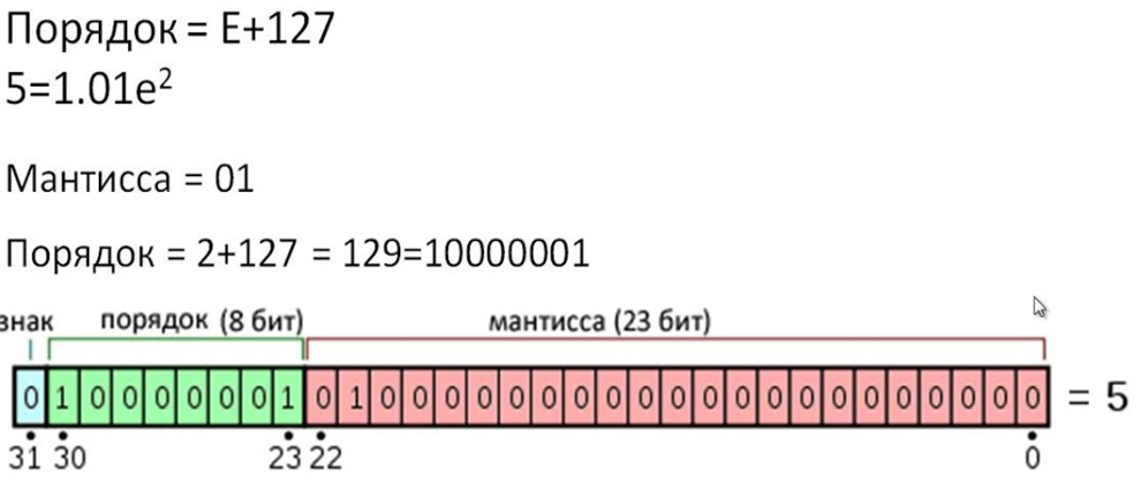 Порядок = E+127
5=1.01e²
Мантисса = 01
Порядок = 2+127 = 129=10000001
знак порядок (8 бит) мантисса (23 бит)
0 1 0 0 0 0 0 0 1 0 1 0 0 0 0 0 0 0 0 0 0 0 0 0 0 0 0 0 0 0 0 0 = 5
31 30 23 22 0